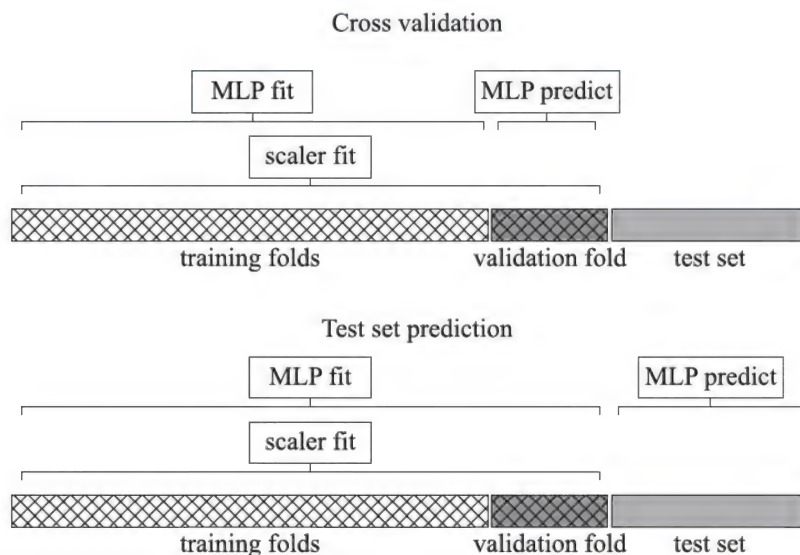 Cross validation
MLP fit
MLP predict
scaler fit
training folds
validation fold
test set
Test set prediction
MLP fit
MLP predict
scaler fit
training folds
validation fold
test set